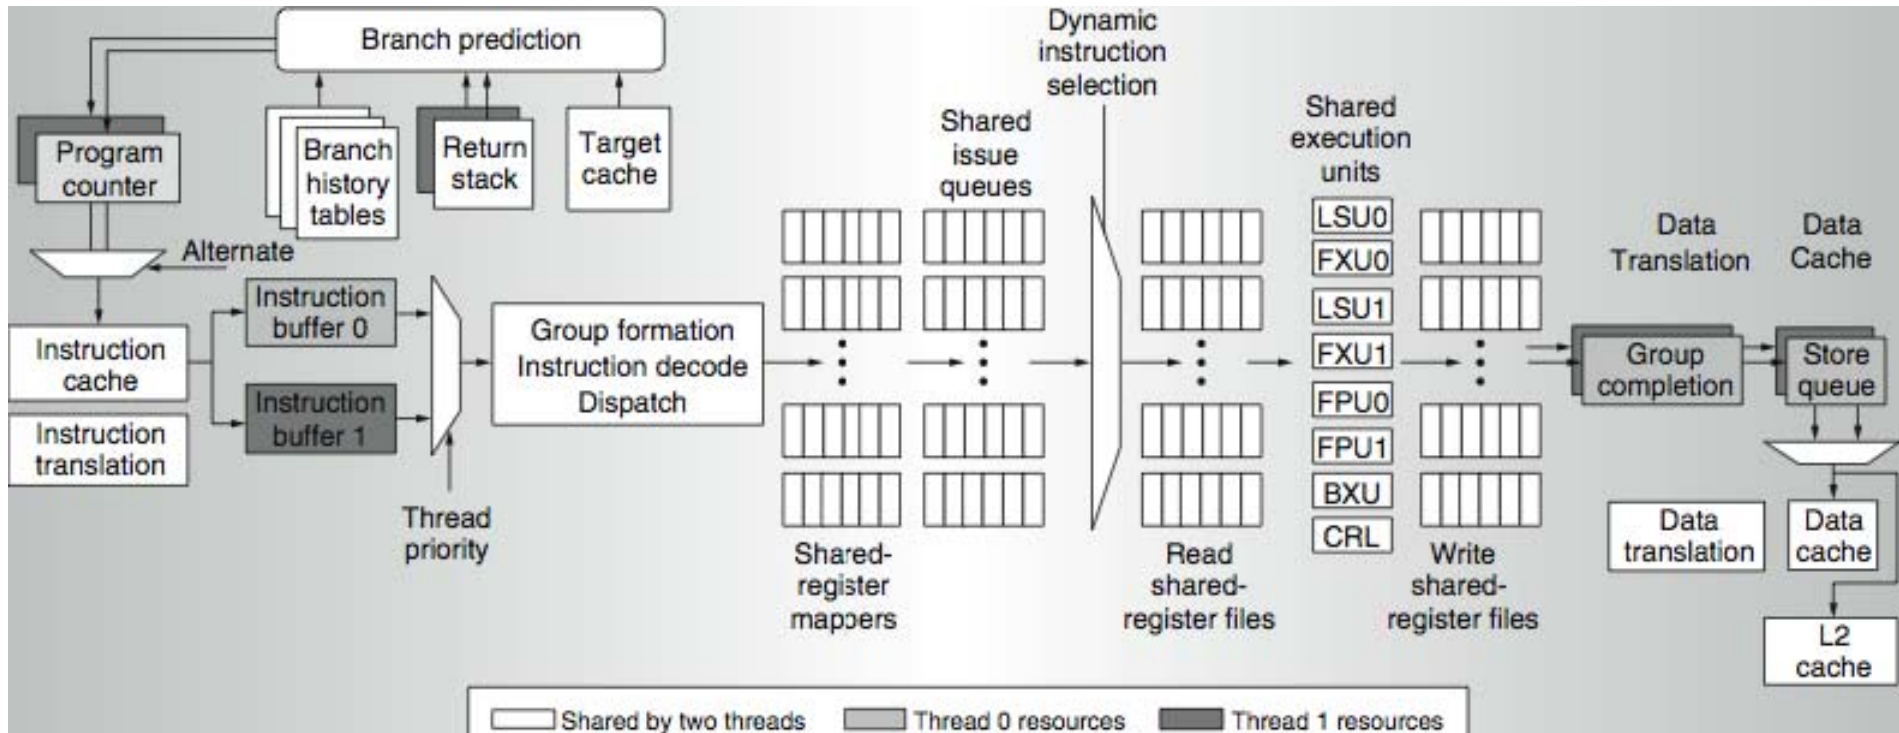 Branch prediction
Program
counter
Branch
history
tables
Return
stack
Target
cache
Alternate
Instruction
cache
Instruction
translation
Instruction
buffer 0
Instruction
buffer 1
Thread
priority
Group formation
Instruction decode
Dispatch
Shared-
register
mappers
Shared
issue
queues
Dynamic
instruction
selection
Read
shared-
register files
Shared
execution
units
LSU0
FXU0
LSU1
FXU1
FPU0
FPU1
BXU
CRL
Write
shared-
register files
Data
Translation
Data
Cache
Group
completion
Store
queue
Data
translation
Data
cache
L2
cache
Shared by two threads
Thread 0 resources
Thread 1 resources